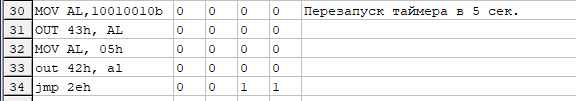 30 MOV AL,10010010b 0 0 0 0 Перезапуск таймера в 5 сек.
31 OUT 43h, AL 0 0 0 0
32 MOV AL, 05h 0 0 0 0
33 out 42h, al 0 0 0 0
34 jmp 2eh 0 0 1 1